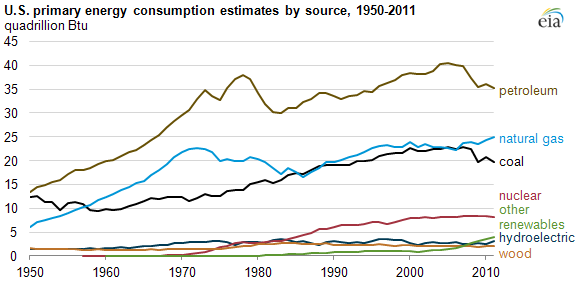 U.S. primary energy consumption estimates by source, 1950-2011
quadrillion Btu
eia
45
40
35
30
25
20
15
10
5
0
petroleum
natural gas
coal
nuclear
other
renewables
hydroelectric
wood
1950 1960 1970 1980 1990 2000 2010